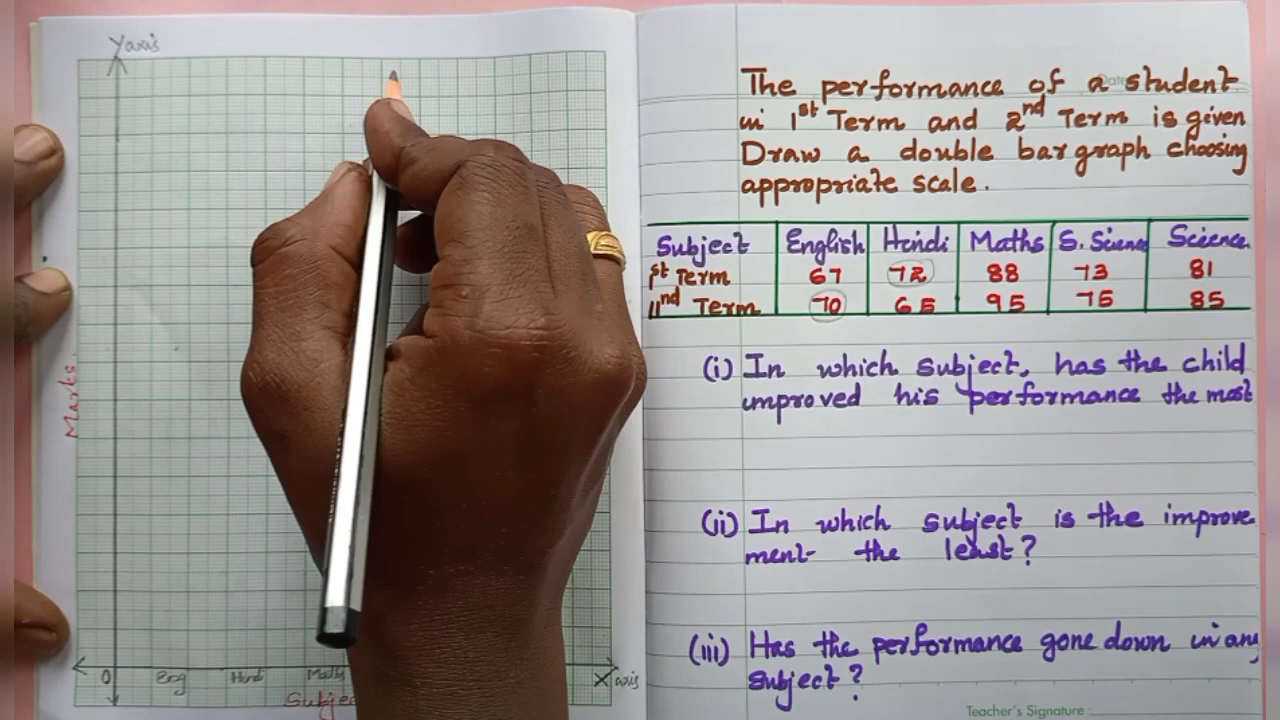 Y axis
Marks
0 Eng Hindi Maths
X axis
The performance of a student
in 1st Term and 2nd Term is given
Draw a double bar graph choosing
appropriate scale.
Subject English Hindi Maths S. Science Science
Ist Term 67 72 88 73 81
IInd Term 70 65 95 75 85
(i) In which subject, has the child
improved his performance the most
(ii) In which subject is the improve
ment the least?
(iii) Has the performance gone down in any
subject?
Teacher's Signature :